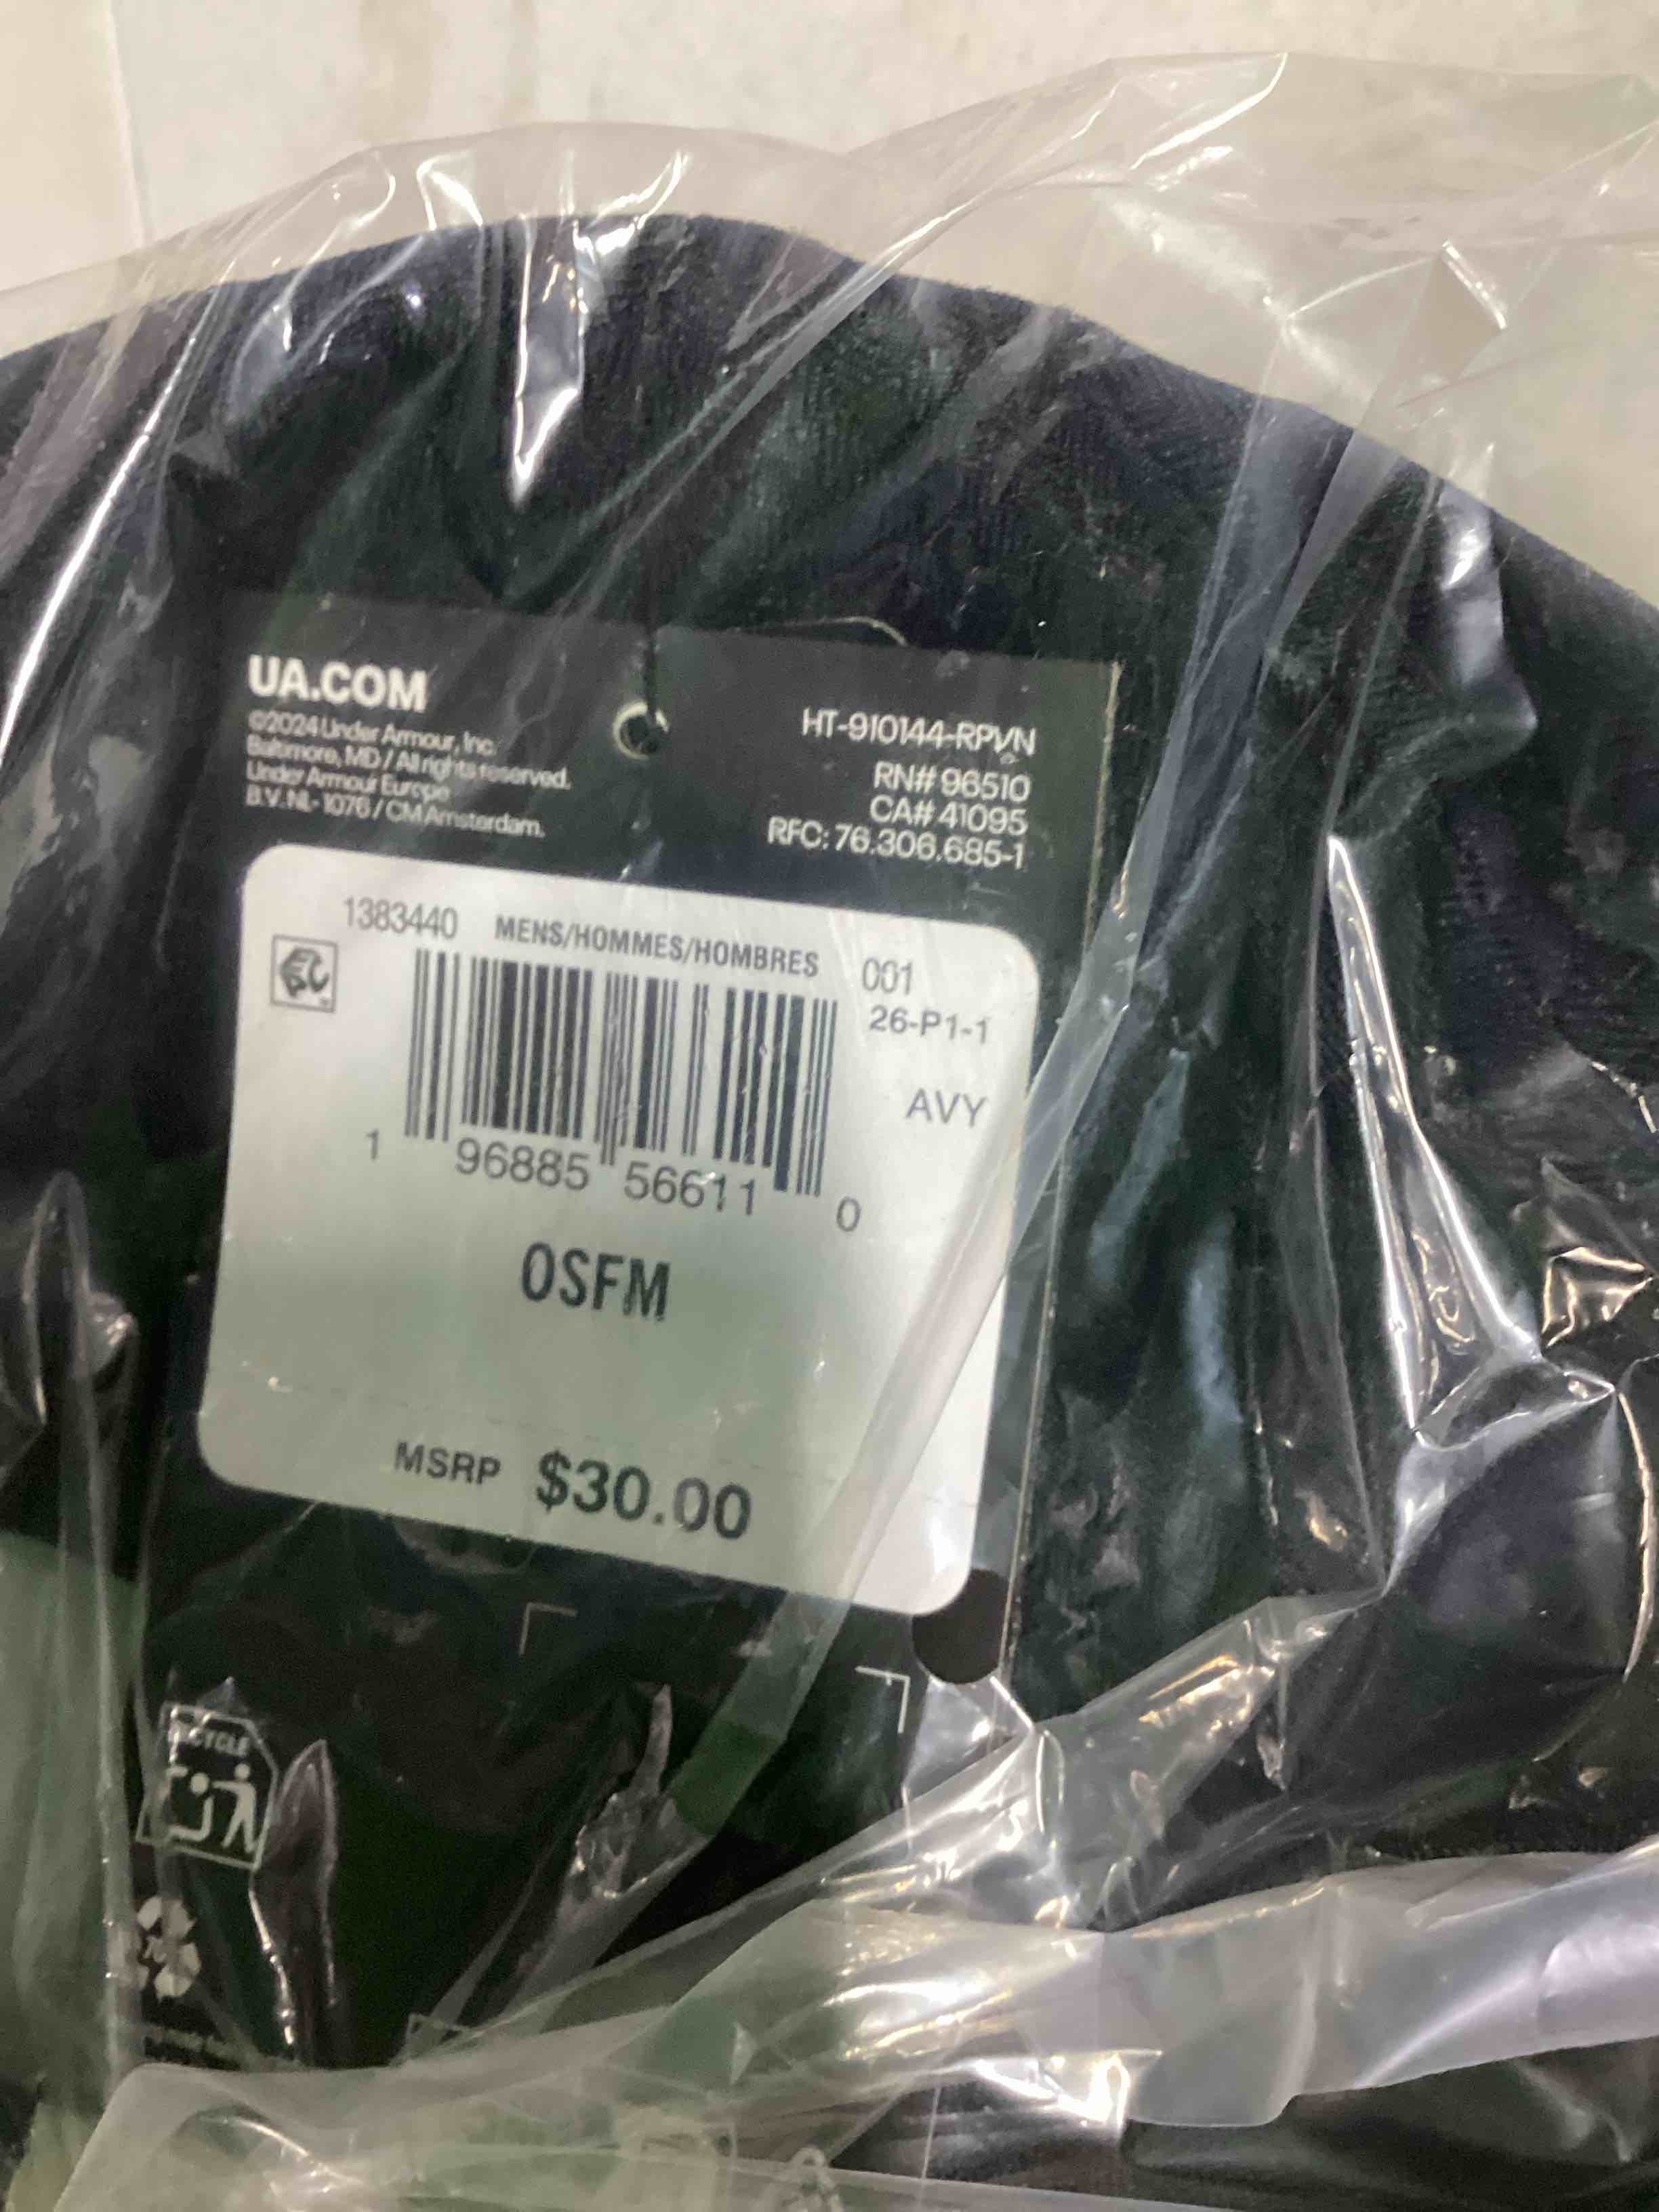 UA.COM
©2024 Under Armour, Inc.
Baltimore, MD / All rights reserved.
Under Armour Europe
B.V. NL-1076 / CM Amsterdam.
HT-910144-RPVN
RN# 96510
CA# 41095
RFC: 76.306.685-1
1383440 MENS/HOMMES/HOMBRES 001
26-P1-1
AVY
1 96885 56611 0
OSFM
MSRP $30.00